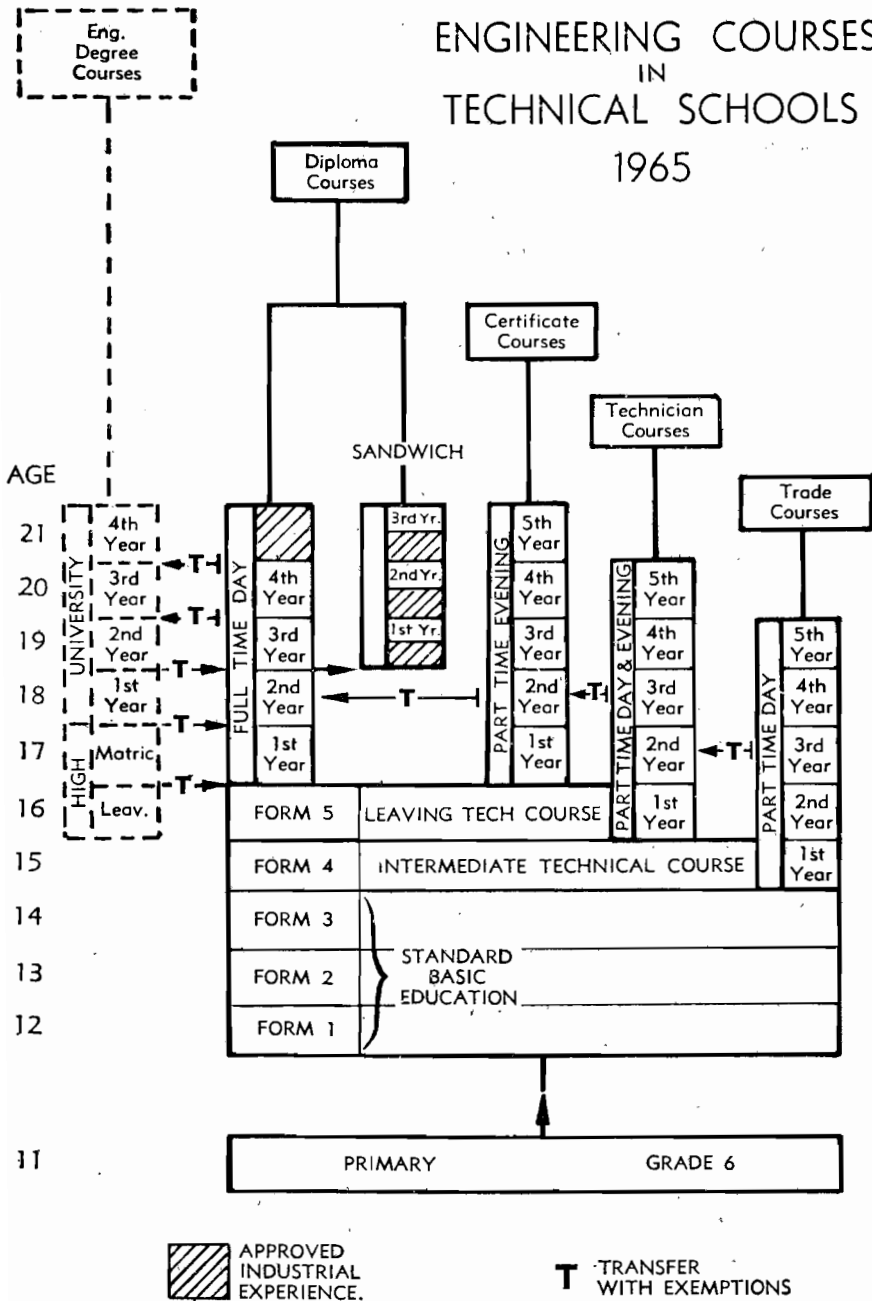 ENGINEERING COURSES
IN
TECHNICAL SCHOOLS
1965
Eng.
Degree
Courses
Diploma
Courses
Certificate
Courses
Technician
Courses
Trade
Courses
SANDWICH
AGE
21
20
19
18
17
16
15
14
13
12
11
UNIVERSITY
HIGH
4th
Year
3rd
Year
2nd
Year
1st
Year
Matric.
Leav.
T
T
T
T
T
FULL TIME DAY
4th
Year
3rd
Year
2nd
Year
1st
Year
3rd Yr.
2nd Yr.
1st Yr.
T
PART TIME EVENING
5th
Year
4th
Year
3rd
Year
2nd
Year
1st
Year
T
PART TIME DAY & EVENING
5th
Year
4th
Year
3rd
Year
2nd
Year
1st
Year
T
PART TIME DAY
5th
Year
4th
Year
3rd
Year
2nd
Year
1st
Year
FORM 5 LEAVING TECH COURSE
FORM 4 INTERMEDIATE TECHNICAL COURSE
FORM 3
FORM 2
FORM 1
STANDARD
BASIC
EDUCATION
PRIMARY GRADE 6
APPROVED
INDUSTRIAL
EXPERIENCE.
T TRANSFER
WITH EXEMPTIONS